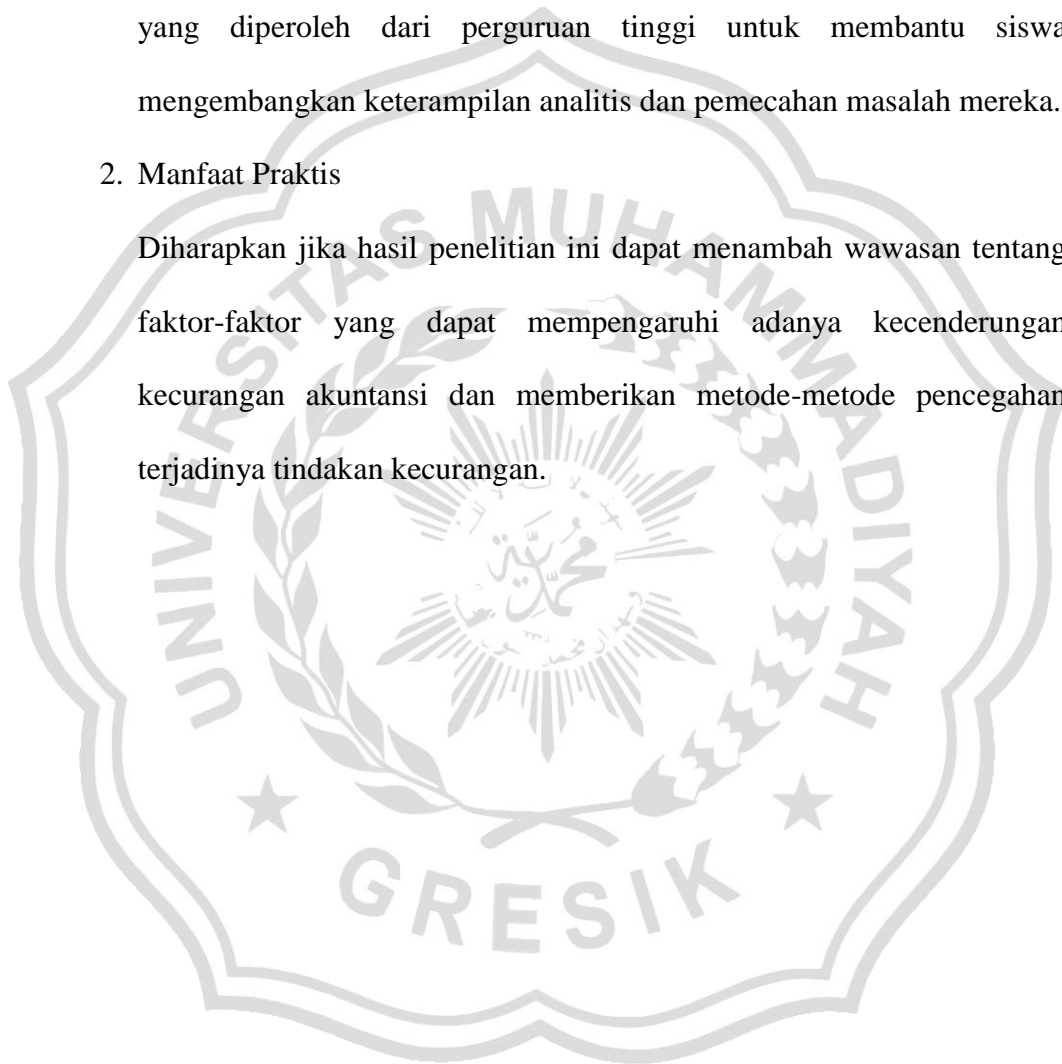 yang diperoleh dari perguruan tinggi untuk membantu siswa
mengembangkan keterampilan analitis dan pemecahan masalah mereka.
2. Manfaat Praktis
Diharapkan jika hasil penelitian ini dapat menambah wawasan tentang
faktor-faktor yang dapat mempengaruhi adanya kecenderungan
kecurangan akuntansi dan memberikan metode-metode pencegahan
terjadinya tindakan kecurangan.
UNIVERSITAS MUHAMMADIYAH
GRESIK